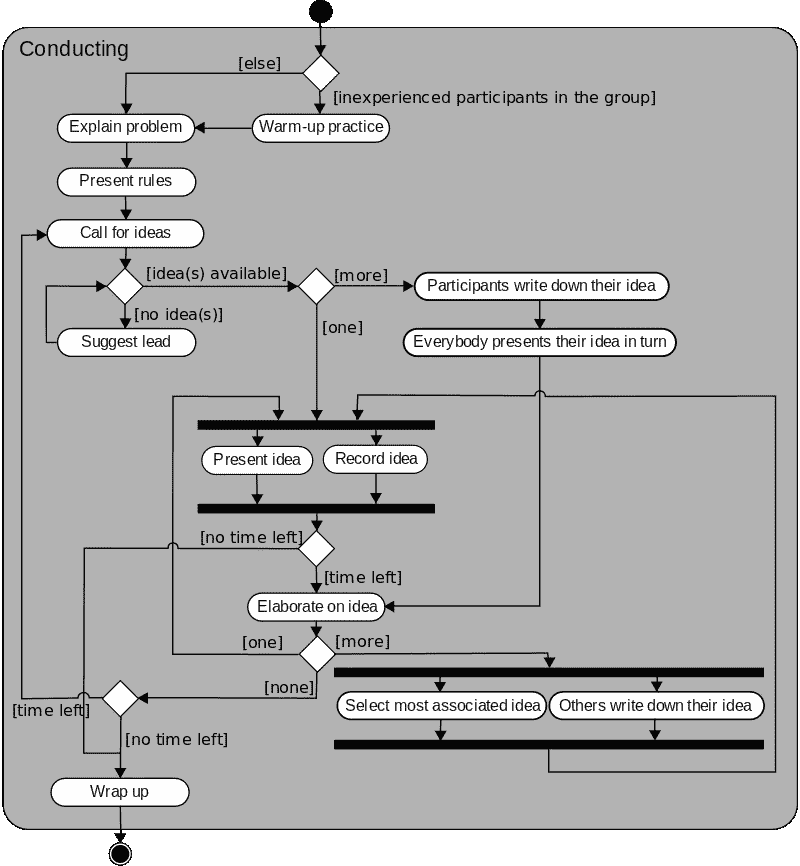 Conducting
[else]
[inexperienced participants in the group]
Explain problem
Warm-up practice
Present rules
Call for ideas
[idea(s) available]
[more]
Participants write down their idea
[no idea(s)]
[one]
Suggest lead
Everybody presents their idea in turn
Present idea
Record idea
[no time left]
[time left]
Elaborate on idea
[one]
[more]
[none]
[time left]
Select most associated idea
Others write down their idea
[no time left]
Wrap up